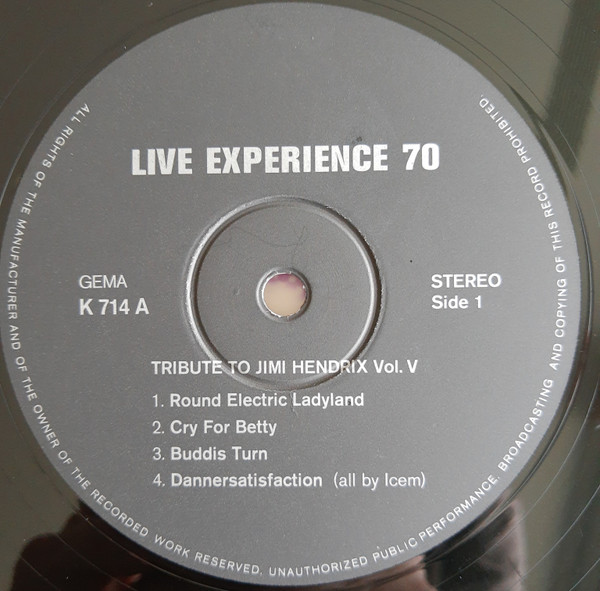 LIVE EXPERIENCE 70
GEMA
K 714 A
STEREO
Side 1
TRIBUTE TO JIMI HENDRIX Vol. V
1. Round Electric Ladyland
2. Cry For Betty
3. Buddis Turn
4. Dannersatisfaction (all by Icem)
ALL RIGHTS OF THE MANUFACTURER AND OF THE OWNER OF THE RECORDED WORK RESERVED. UNAUTHORIZED PUBLIC PERFORMANCE, BROADCASTING AND COPYING OF THIS RECORD PROHIBITED.